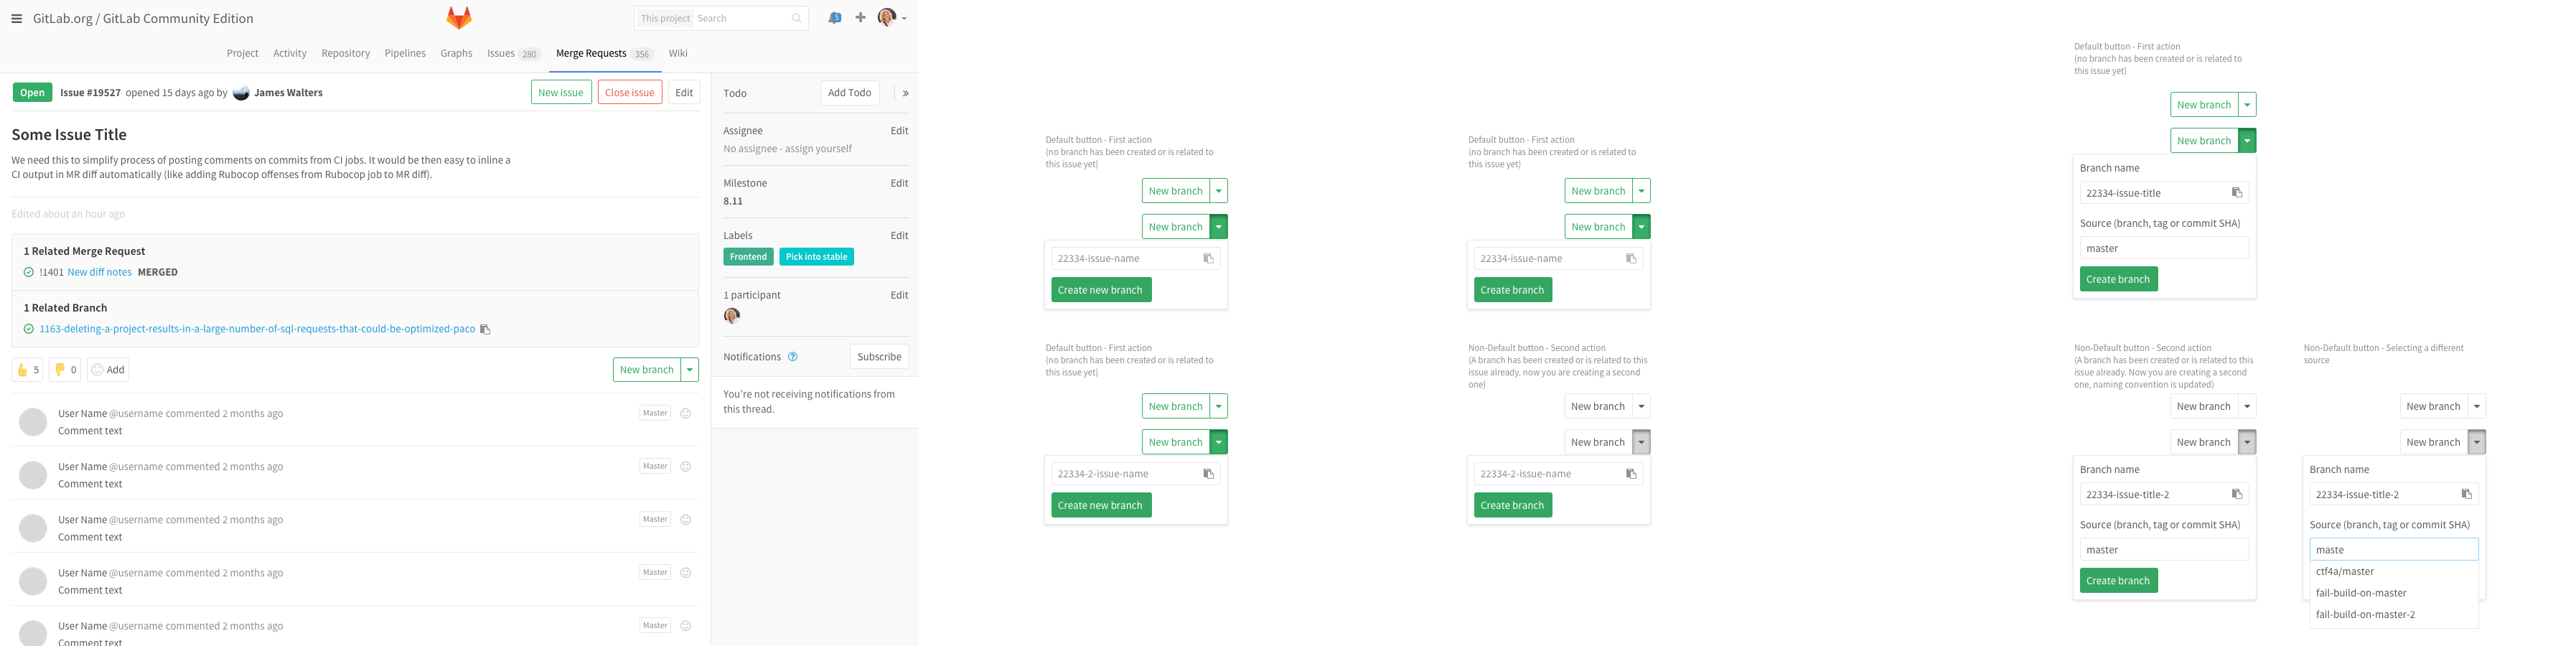 GitLab.org / GitLab Community Edition
This project Search
5
Project Activity Repository Pipelines Graphs Issues 280 Merge Requests 356 Wiki
Open Issue #19527 opened 15 days ago by James Walters
New issue Close issue Edit
Some Issue Title
We need this to simplify process of posting comments on commits from CI jobs. It would be then easy to inline a
CI output in MR diff automatically (like adding Rubocop offenses from Rubocop job to MR diff).
Edited about an hour ago
1 Related Merge Request
!1401 New diff notes MERGED
1 Related Branch
1163-deleting-a-project-results-in-a-large-number-of-sql-requests-that-could-be-optimized-paco
5 0 Add
New branch
User Name @username commented 2 months ago Master
Comment text
User Name @username commented 2 months ago Master
Comment text
User Name @username commented 2 months ago Master
Comment text
User Name @username commented 2 months ago Master
Comment text
User Name @username commented 2 months ago Master
Comment text
Todo Add Todo »
Assignee Edit
No assignee - assign yourself
Milestone Edit
8.11
Labels Edit
Frontend Pick into stable
1 participant Edit
Notifications ? Subscribe
You're not receiving notifications from
this thread.
Default button - First action
(no branch has been created or is related to
this issue yet)
New branch
New branch
22334-issue-name
Create new branch
Default button - First action
(no branch has been created or is related to
this issue yet)
New branch
New branch
22334-2-issue-name
Create new branch
Default button - First action
(no branch has been created or is related to
this issue yet)
New branch
New branch
22334-issue-name
Create branch
Non-Default button - Second action
(A branch has been created or is related to this
issue already. now you are creating a second
one)
New branch
New branch
22334-2-issue-name
Create branch
Default button - First action
(no branch has been created or is related to
this issue yet)
New branch
New branch
Branch name
22334-issue-title
Source (branch, tag or commit SHA)
master
Create branch
Non-Default button - Second action
(A branch has been created or is related to this
issue already. Now you are creating a second
one, naming convention is updated)
New branch
New branch
Branch name
22334-issue-title-2
Source (branch, tag or commit SHA)
master
Create branch
Non-Default button - Selecting a different
source
New branch
New branch
Branch name
22334-issue-title-2
Source (branch, tag or commit SHA)
maste
ctf4a/master
fail-build-on-master
fail-build-on-master-2